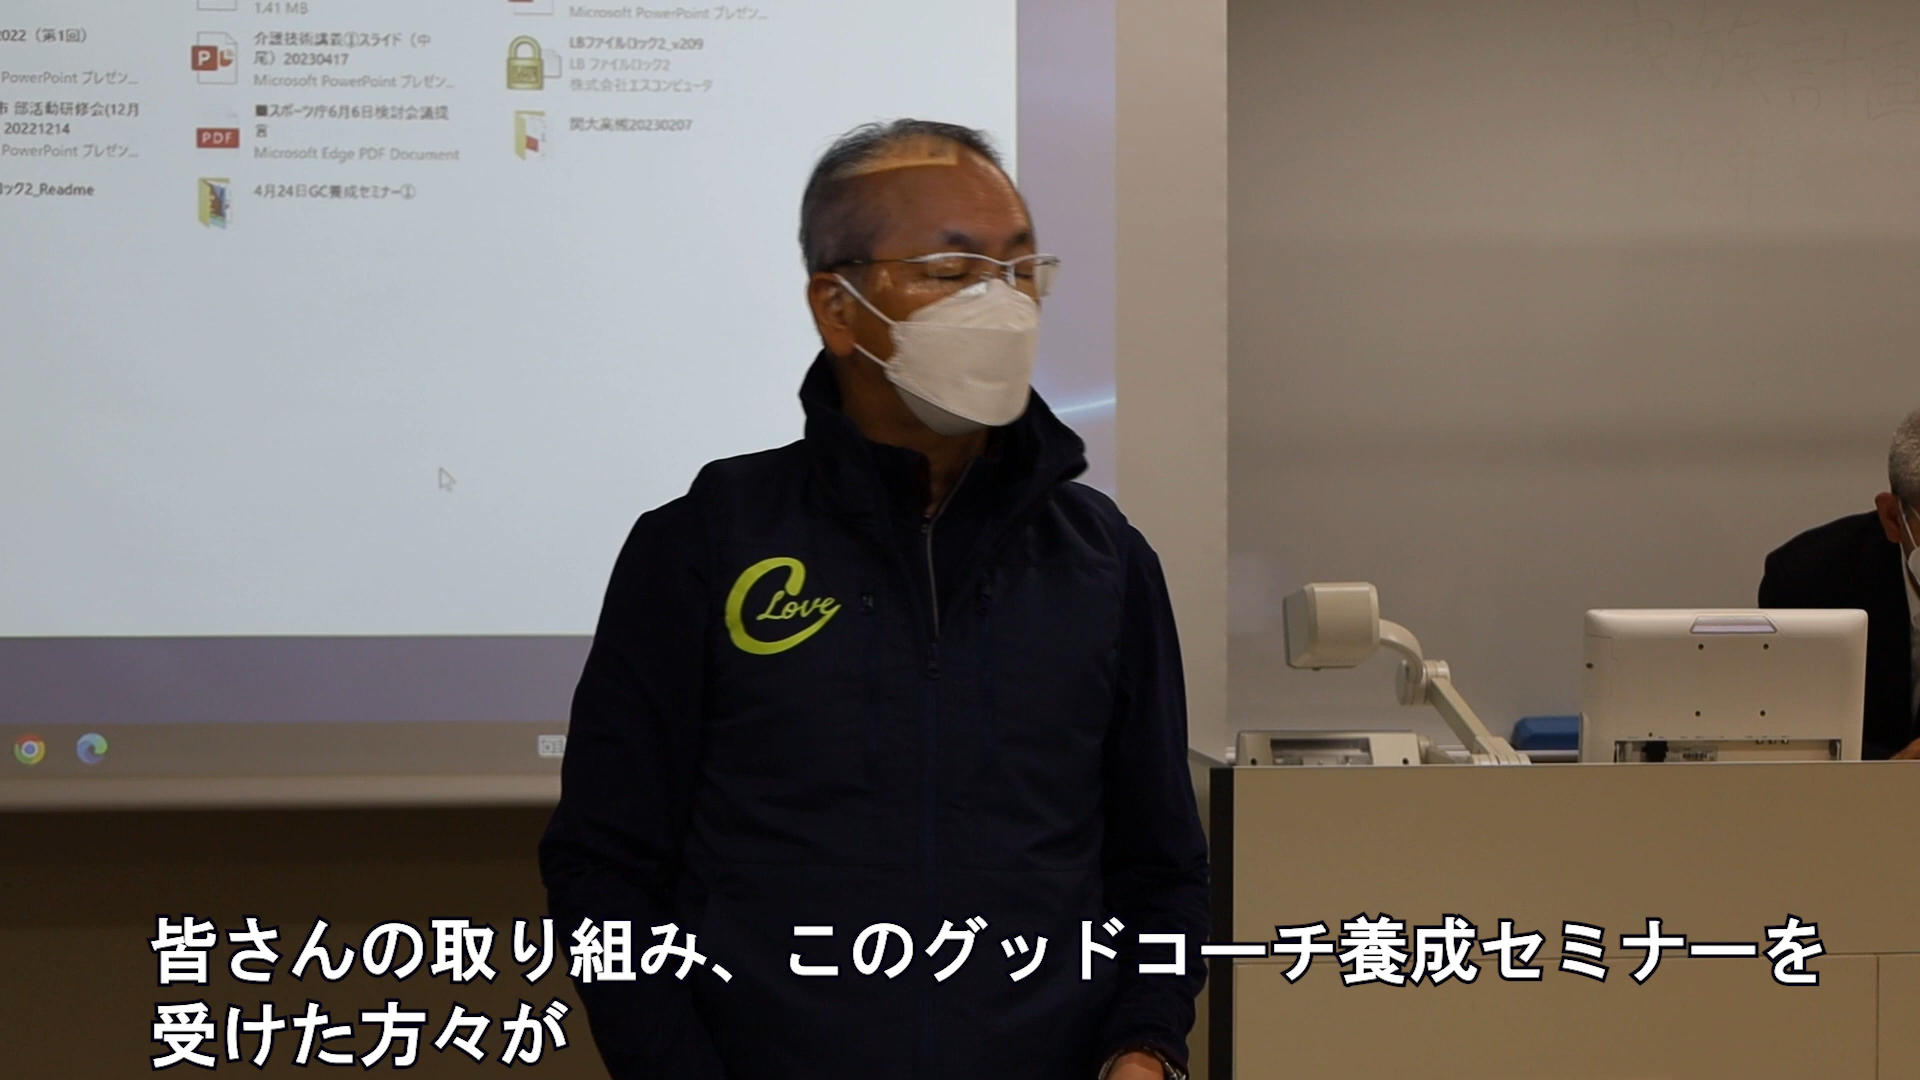 1.41 MB
Microsoft PowerPoint プレゼン...
2022（第1回）
PowerPoint プレゼン...
介護技術講義①スライド（中
尾）20230417
Microsoft PowerPoint プレゼン...
LBファイルロック2_v209
LB ファイルロック2
株式会社エスコンピュータ
市 部活動研修会(12月
20221214
PowerPoint プレゼン...
■スポーツ庁6月6日検討会議提
言
PDF
Microsoft Edge PDF Document
関大高槻20230207
ック2_Readme
4月24日GC養成セミナー①
Love
皆さんの取り組み、このグッドコーチ養成セミナーを
受けた方々が